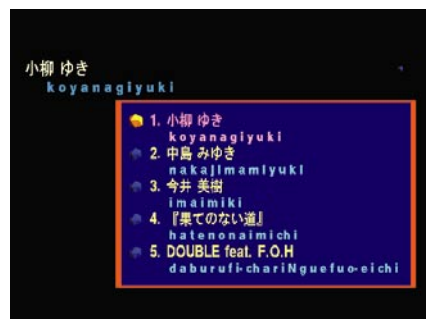 小柳 ゆき
koyanagiyuki
1. 小柳 ゆき
koyanagiyuki
2. 中島 みゆき
nakajimamiyuki
3. 今井 美樹
imaimiki
4. 『果てのない道』
hatenonaimichi
5. DOUBLE feat. F.O.H
daburufi-chariNguefuo-eichi